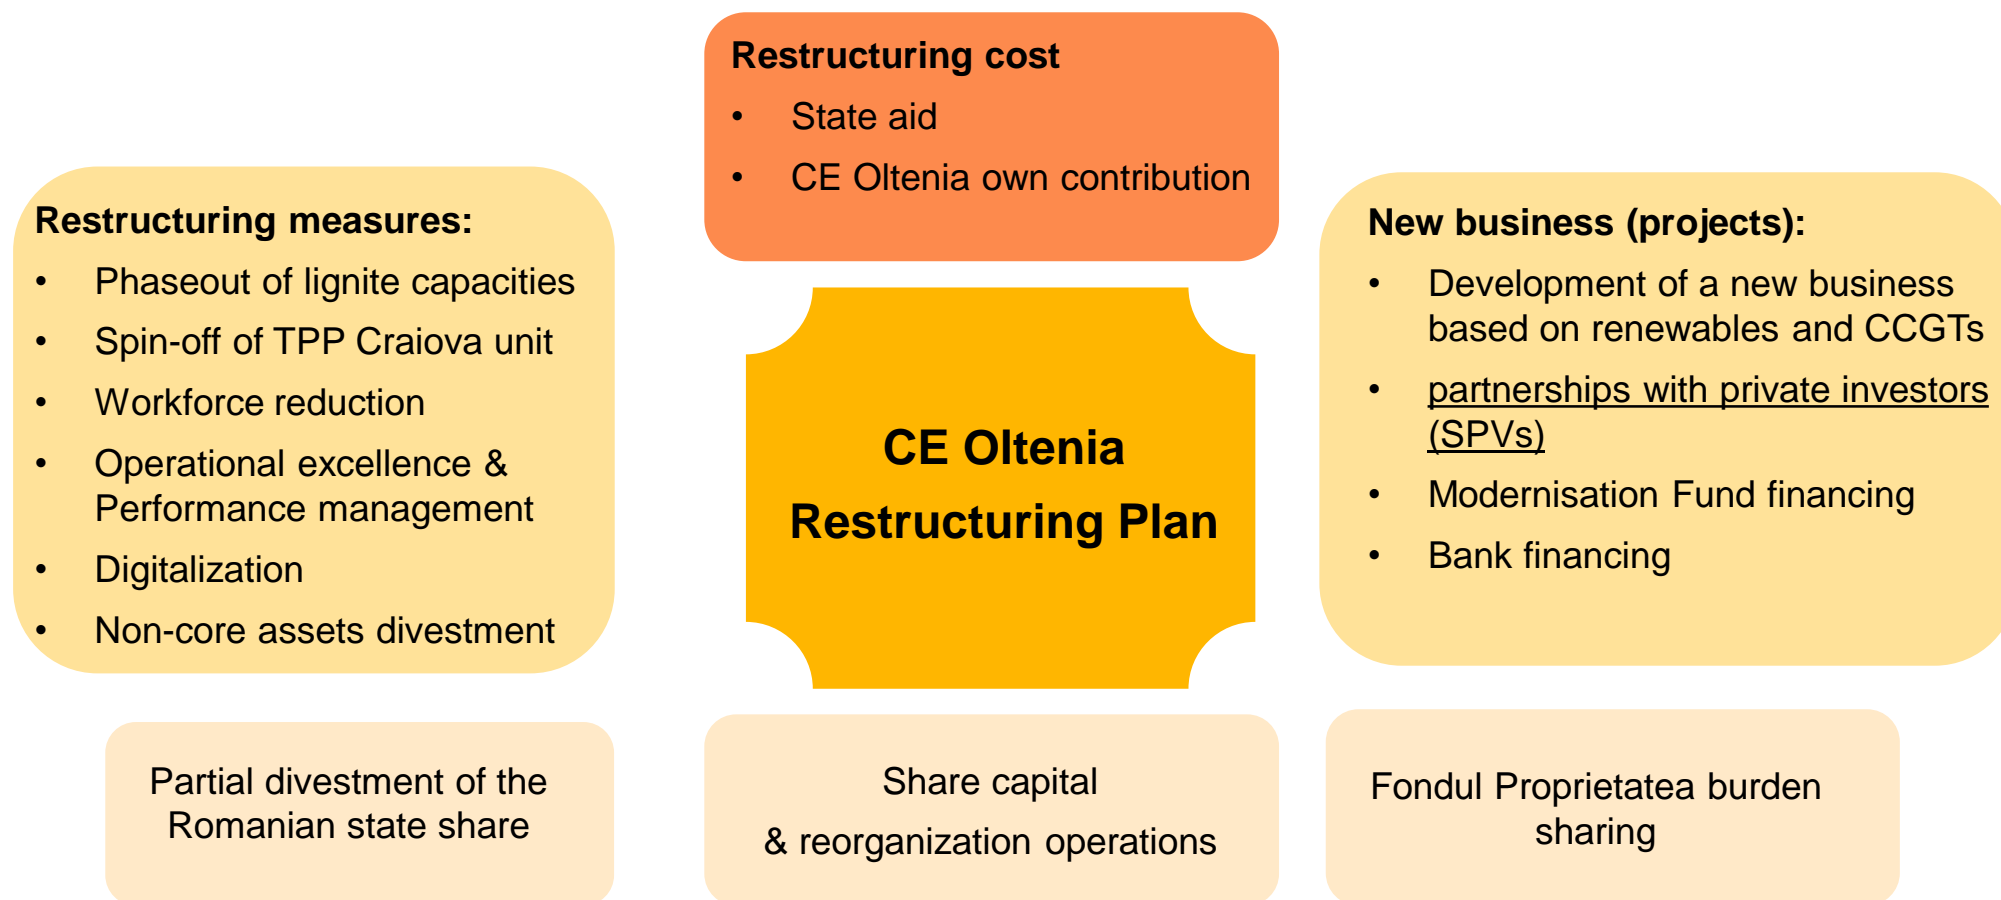 Restructuring cost
• State aid
• CE Oltenia own contribution
Restructuring measures:
• Phaseout of lignite capacities
• Spin-off of TPP Craiova unit
• Workforce reduction
• Operational excellence &
Performance management
• Digitalization
• Non-core assets divestment
CE Oltenia
Restructuring Plan
New business (projects):
• Development of a new business
based on renewables and CCGTs
• partnerships with private investors
(SPVs)
• Modernisation Fund financing
• Bank financing
Partial divestment of the
Romanian state share
Share capital
& reorganization operations
Fondul Proprietatea burden
sharing